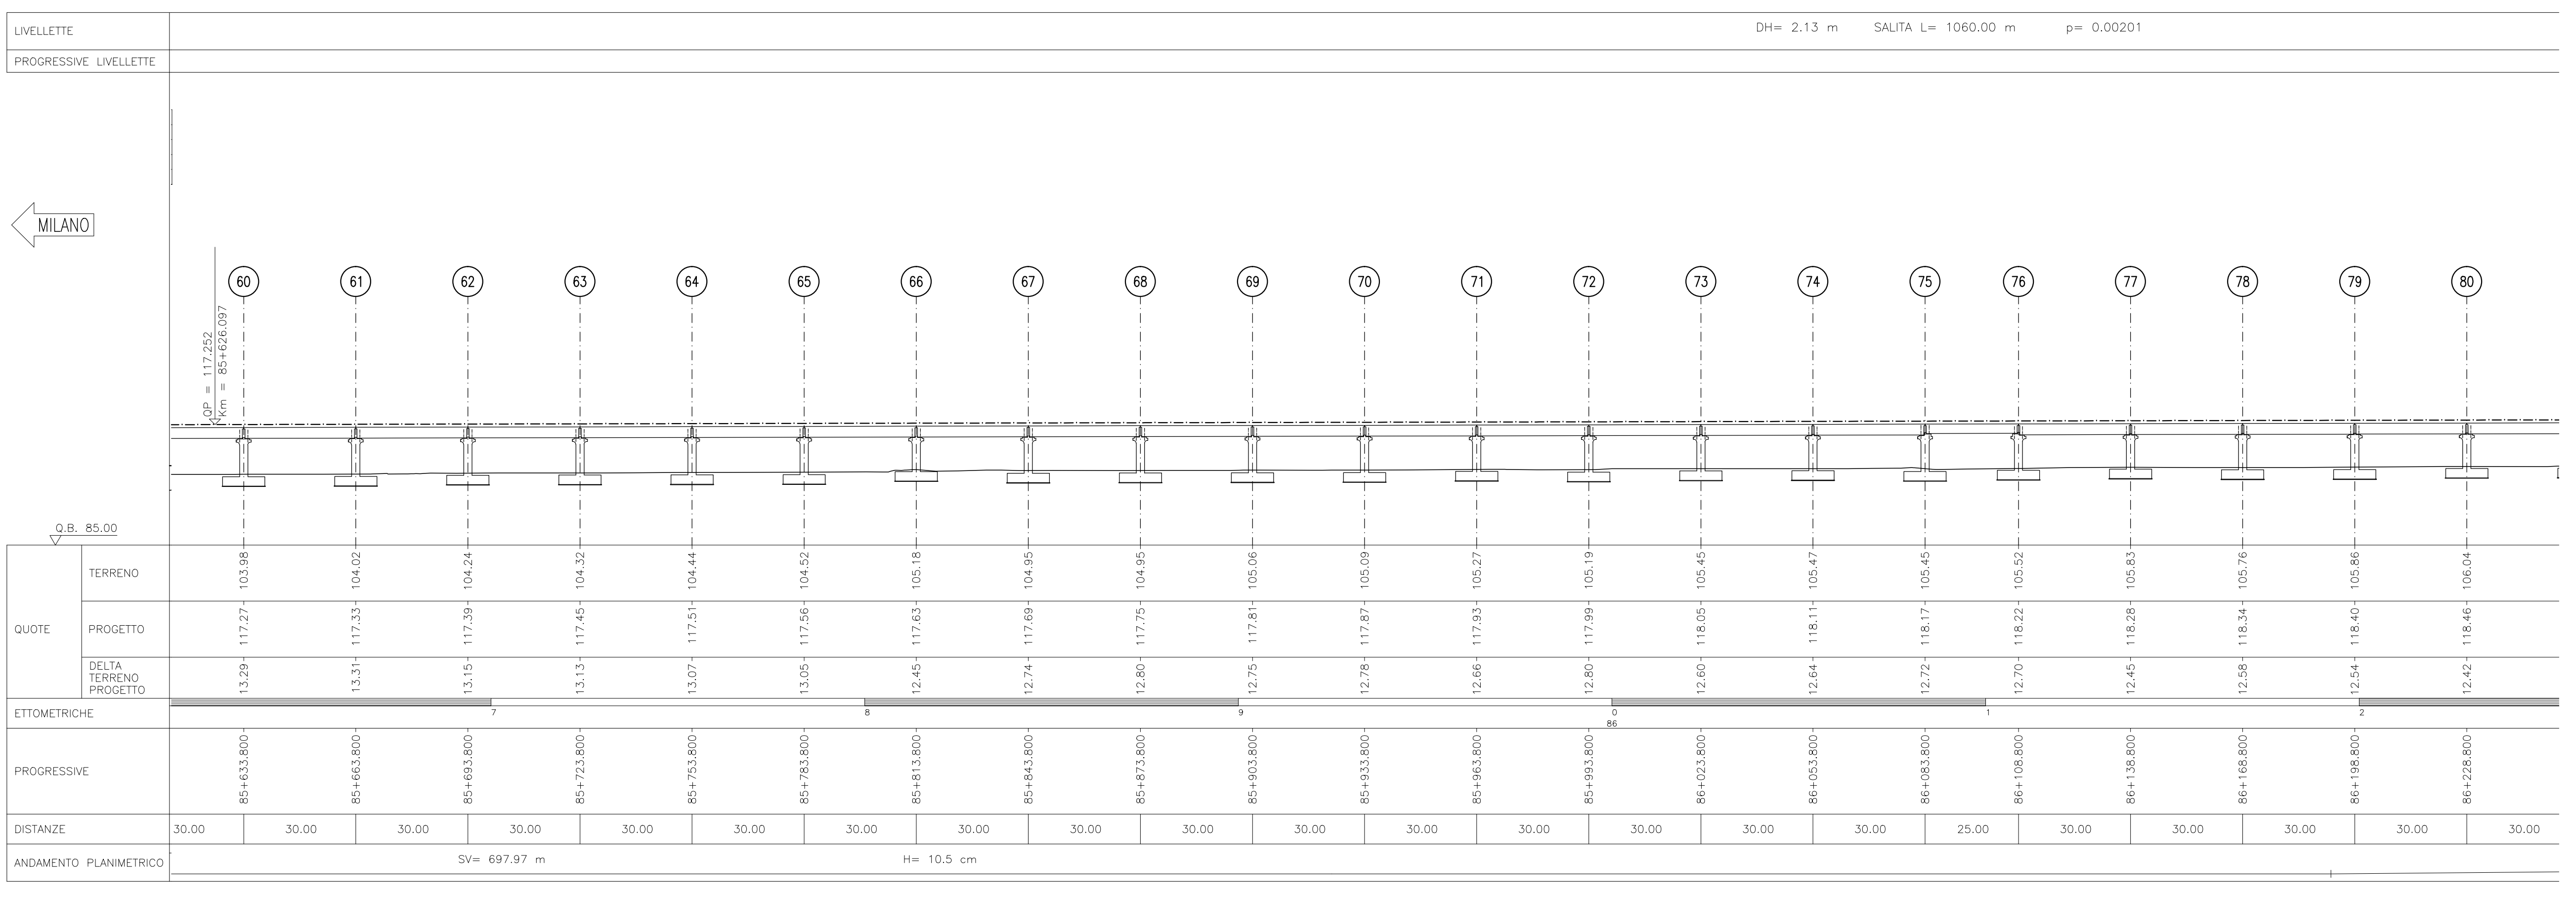 LIVELLETTE
DH= 2.13 m SALITA L= 1060.00 m p= 0.00201
PROGRESSIVE LIVELLETTE
MILANO
QP = 117.252
Km = 85+626.097
60 61 62 63 64 65 66 67 68 69 70 71 72 73 74 75 76 77 78 79 80
Q.B. 85.00
QUOTE
TERRENO
103.98 104.02 104.24 104.32 104.44 104.52 105.18 104.95 104.95 105.06 105.09 105.27 105.19 105.45 105.47 105.45 105.52 105.83 105.76 105.86 106.04
PROGETTO
117.27 117.33 117.39 117.45 117.51 117.56 117.63 117.69 117.75 117.81 117.87 117.93 117.99 118.05 118.11 118.17 118.22 118.28 118.34 118.40 118.46
DELTA
TERRENO
PROGETTO
13.29 13.31 13.15 13.13 13.07 13.05 12.45 12.74 12.80 12.75 12.78 12.66 12.80 12.60 12.64 12.72 12.70 12.45 12.58 12.54 12.42
ETTOMETRICHE
7 8 9 0 1 2
86
PROGRESSIVE
85+633.800 85+663.800 85+693.800 85+723.800 85+753.800 85+783.800 85+813.800 85+843.800 85+873.800 85+903.800 85+933.800 85+963.800 85+993.800 86+023.800 86+053.800 86+083.800 86+108.800 86+138.800 86+168.800 86+198.800 86+228.800
DISTANZE
30.00 30.00 30.00 30.00 30.00 30.00 30.00 30.00 30.00 30.00 30.00 30.00 30.00 30.00 30.00 30.00 25.00 30.00 30.00 30.00 30.00 30.00
ANDAMENTO PLANIMETRICO
SV= 697.97 m H= 10.5 cm